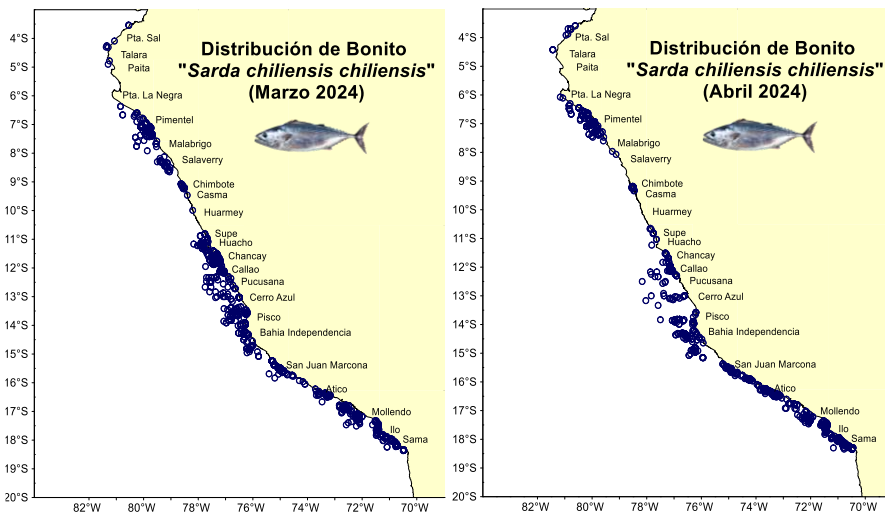 Distribución de Bonito
"Sarda chiliensis chiliensis"
(Marzo 2024)
4°S
5°S
6°S
7°S
8°S
9°S
10°S
11°S
12°S
13°S
14°S
15°S
16°S
17°S
18°S
19°S
20°S
Pta. Sal
Talara
Paita
Pta. La Negra
Pimentel
Malabrigo
Salaverry
Chimbote
Casma
Huarmey
Supe
Huacho
Chancay
Callao
Pucusana
Cerro Azul
Pisco
Bahia Independencia
San Juan Marcona
Atico
Mollendo
Ilo
Sama
82°W 80°W 78°W 76°W 74°W 72°W 70°W
Distribución de Bonito
"Sarda chiliensis chiliensis"
(Abril 2024)
4°S
5°S
6°S
7°S
8°S
9°S
10°S
11°S
12°S
13°S
14°S
15°S
16°S
17°S
18°S
19°S
20°S
Pta. Sal
Talara
Paita
Pta. La Negra
Pimentel
Malabrigo
Salaverry
Chimbote
Casma
Huarmey
Supe
Huacho
Chancay
Callao
Pucusana
Cerro Azul
Pisco
Bahia Independencia
San Juan Marcona
Atico
Mollendo
Ilo
Sama
82°W 80°W 78°W 76°W 74°W 72°W 70°W